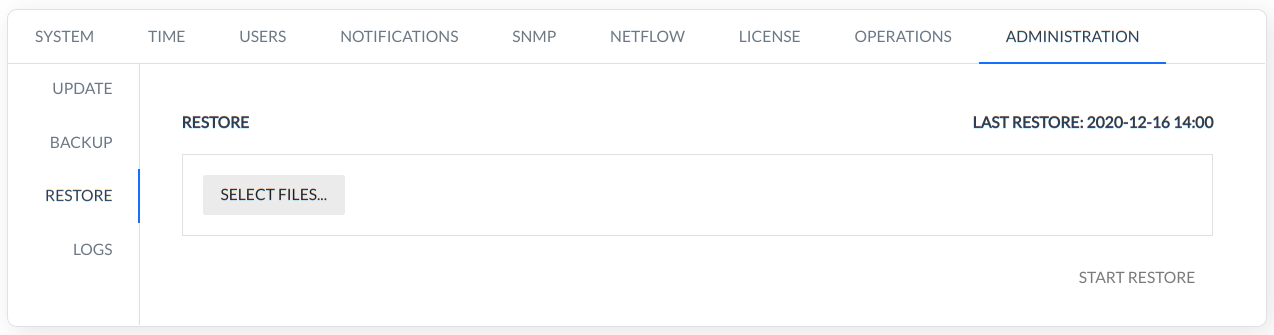 SYSTEM TIME USERS NOTIFICATIONS SNMP NETFLOW LICENSE OPERATIONS ADMINISTRATION
UPDATE
BACKUP
RESTORE
LOGS
RESTORE LAST RESTORE: 2020-12-16 14:00
SELECT FILES...
START RESTORE